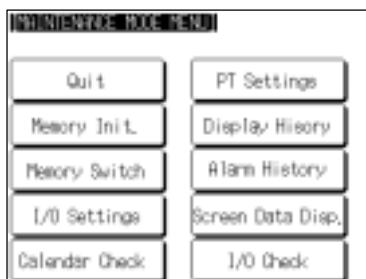 [MAINTENANCE MODE MENU]
Quit
PT Settings
Memory Init.
Display Hisory
Memory Switch
Alarm History
I/O Settings
Screen Data Disp.
Calendar Check
I/O Check